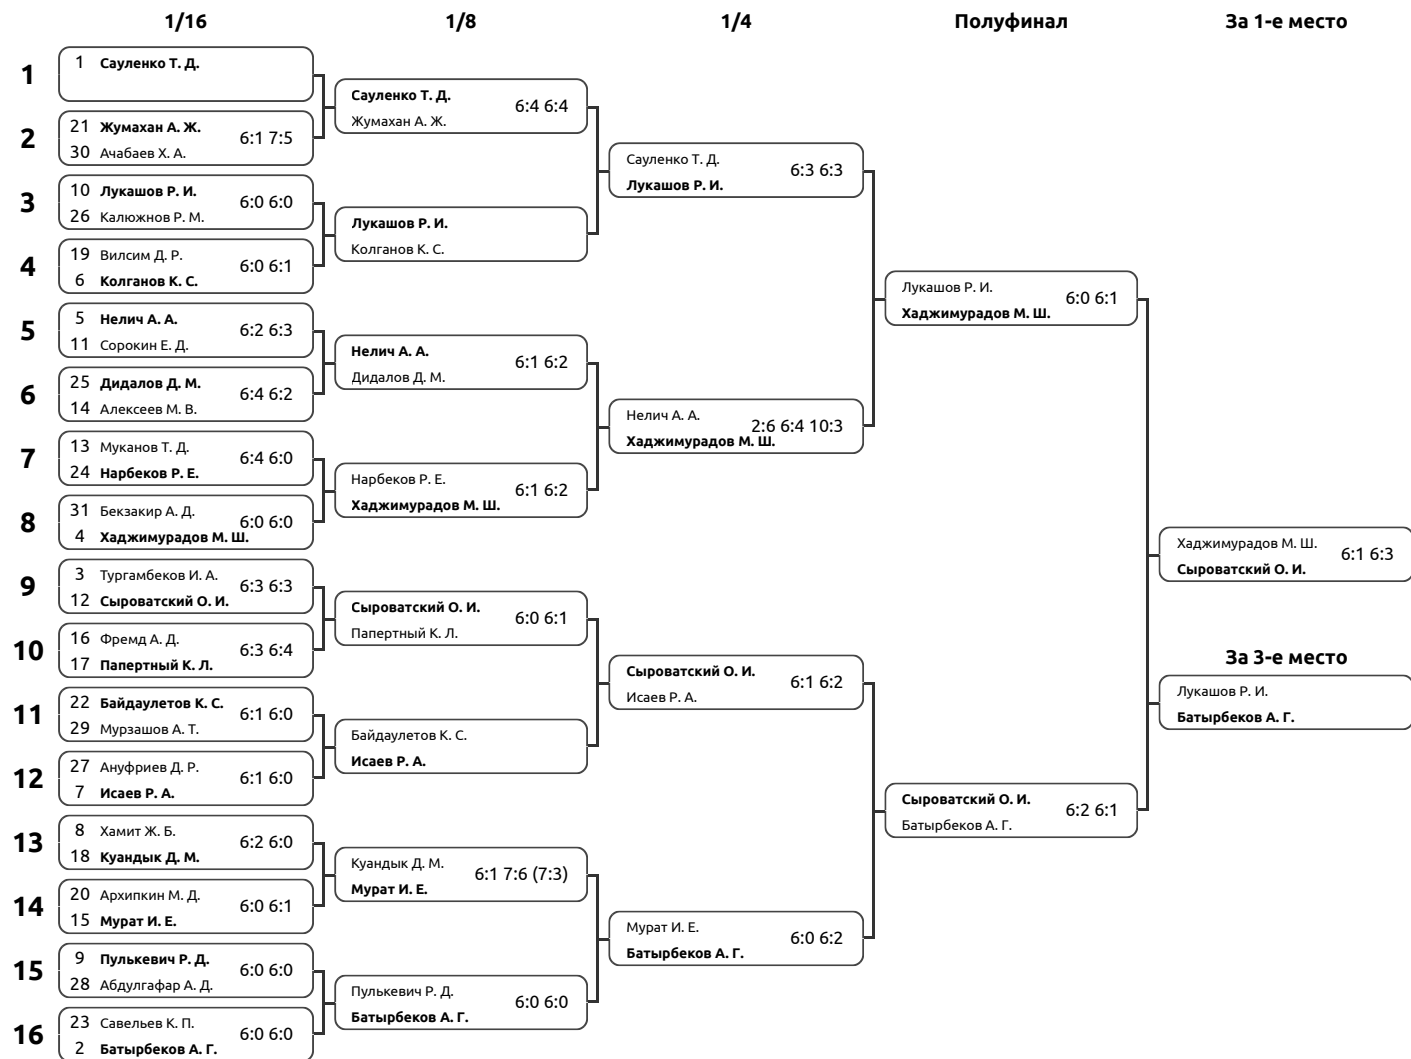 1/16
1/8
1/4
Полуфинал
За 1-е место
1
1 Сауленко Т. Д.
2
21 Жумахан А. Ж.
30 Ачабаев Х. А.
6:1 7:5
3
10 Лукашов Р. И.
26 Калюжнов Р. М.
6:0 6:0
4
19 Вилсим Д. Р.
6 Колганов К. С.
6:0 6:1
5
5 Нелич А. А.
11 Сорокин Е. Д.
6:2 6:3
6
25 Дидалов Д. М.
14 Алексеев М. В.
6:4 6:2
7
13 Муканов Т. Д.
24 Нарбеков Р. Е.
6:4 6:0
8
31 Бекзакир А. Д.
4 Хаджимурадов М. Ш.
6:0 6:0
9
3 Тургамбеков И. А.
12 Сыроватский О. И.
6:3 6:3
10
16 Фремд А. Д.
17 Папертный К. Л.
6:3 6:4
11
22 Байдаулетов К. С.
29 Мурзашов А. Т.
6:1 6:0
12
27 Ануфриев Д. Р.
7 Исаев Р. А.
6:1 6:0
13
8 Хамит Ж. Б.
18 Куандык Д. М.
6:2 6:0
14
20 Архипкин М. Д.
15 Мурат И. Е.
6:0 6:1
15
9 Пулькевич Р. Д.
28 Абдулгафар А. Д.
6:0 6:0
16
23 Савельев К. П.
2 Батырбеков А. Г.
6:0 6:0
Сауленко Т. Д.
Жумахан А. Ж.
6:4 6:4
Лукашов Р. И.
Колганов К. С.
Нелич А. А.
Дидалов Д. М.
6:1 6:2
Нарбеков Р. Е.
Хаджимурадов М. Ш.
6:1 6:2
Сыроватский О. И.
Папертный К. Л.
6:0 6:1
Байдаулетов К. С.
Исаев Р. А.
Куандык Д. М.
Мурат И. Е.
6:1 7:6 (7:3)
Пулькевич Р. Д.
Батырбеков А. Г.
6:0 6:0
Сауленко Т. Д.
Лукашов Р. И.
6:3 6:3
Нелич А. А.
Хаджимурадов М. Ш.
2:6 6:4 10:3
Сыроватский О. И.
Исаев Р. А.
6:1 6:2
Мурат И. Е.
Батырбеков А. Г.
6:0 6:2
Лукашов Р. И.
Хаджимурадов М. Ш.
6:0 6:1
Сыроватский О. И.
Батырбеков А. Г.
6:2 6:1
Хаджимурадов М. Ш.
Сыроватский О. И.
6:1 6:3
За 3-е место
Лукашов Р. И.
Батырбеков А. Г.